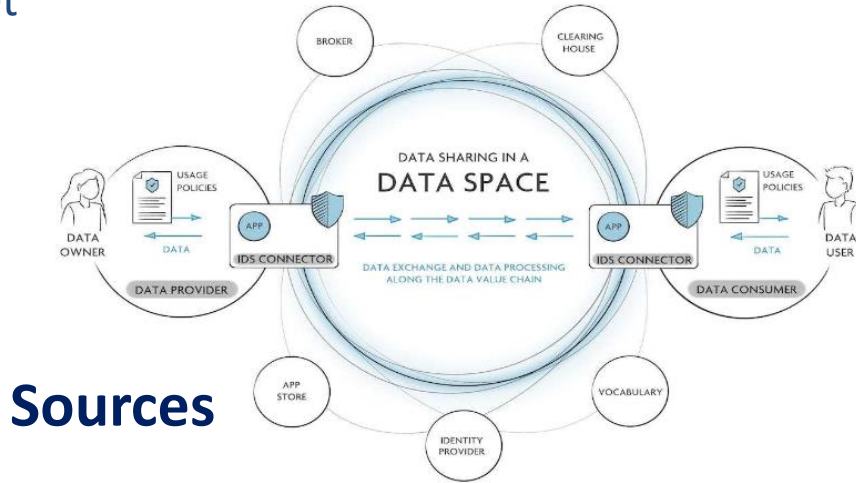 BROKER
CLEARING
HOUSE
DATA SHARING IN A
DATA SPACE
USAGE
POLICIES
DATA
OWNER
DATA
APP
IDS CONNECTOR
DATA PROVIDER
DATA EXCHANGE AND DATA PROCESSING
ALONG THE DATA VALUE CHAIN
APP
IDS CONNECTOR
USAGE
POLICIES
DATA
DATA
USER
DATA CONSUMER
Sources
APP
STORE
IDENTITY
PROVIDER
VOCABULARY